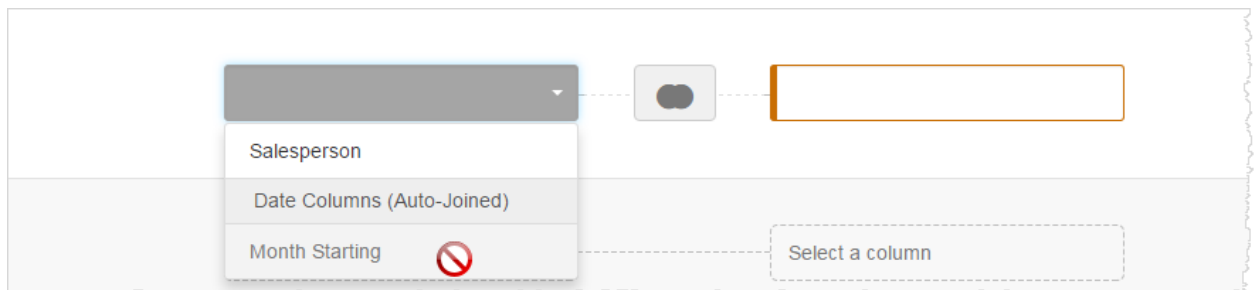 Salesperson
Date Columns (Auto-Joined)
Month Starting
Select a column